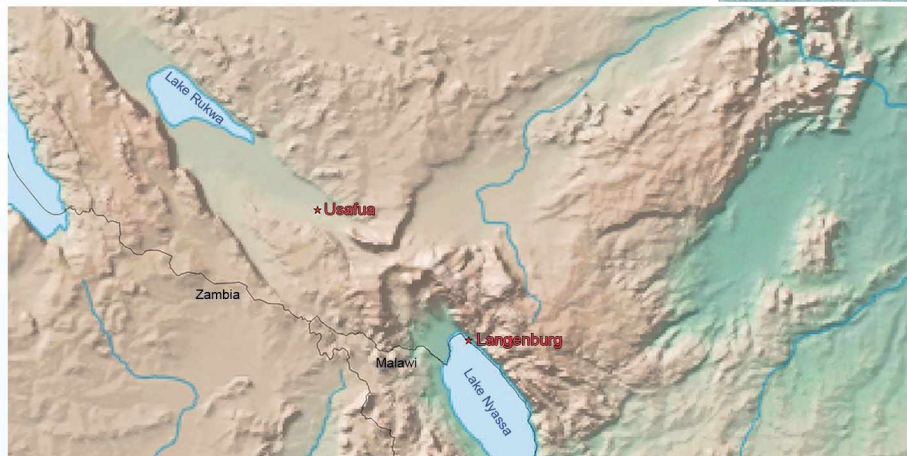 Lake Rukwa
Usafua
Zambia
Langenburg
Malawi
Lake Nyassa